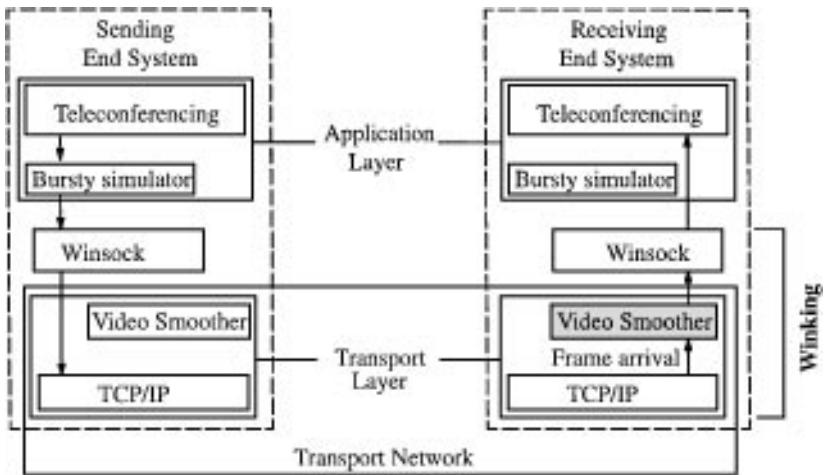 Sending
End System
Receiving
End System
Teleconferencing
Teleconferencing
Application
Layer
Bursty simulator
Bursty simulator
Winsock
Winsock
Winking
Video Smoother
Video Smoother
Transport
Layer
Frame arrival
TCP/IP
TCP/IP
Transport Network